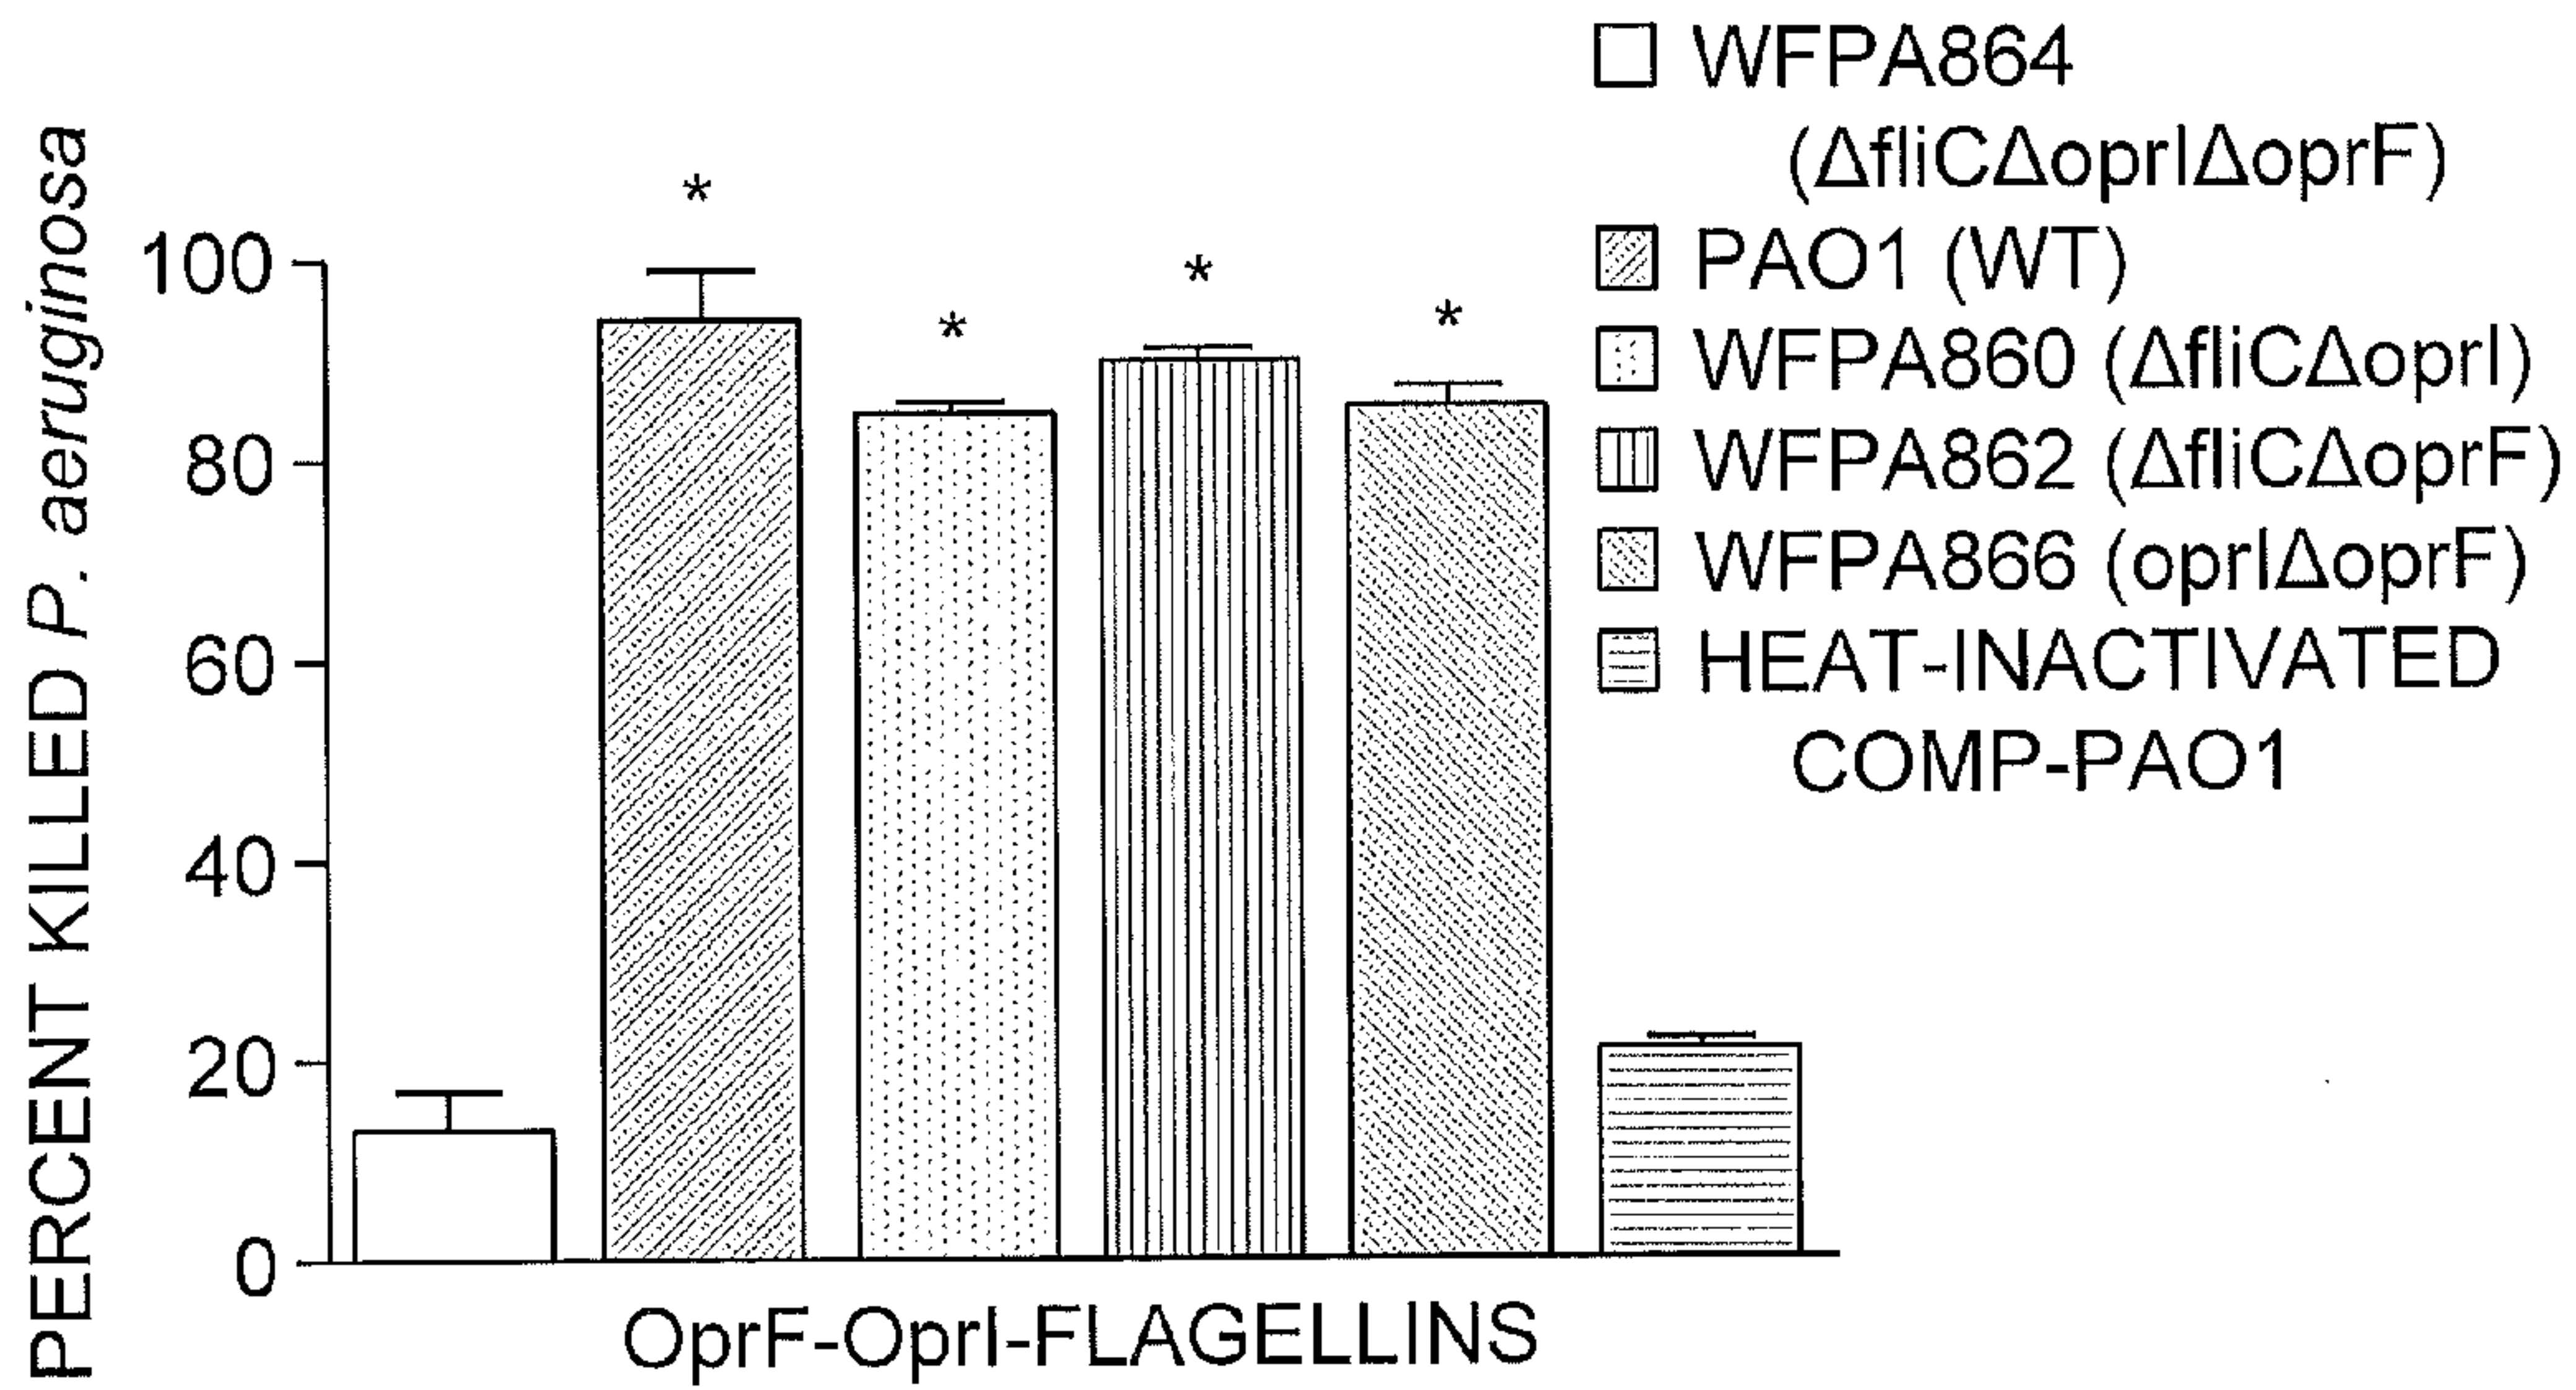 PERCENT KILLED P. aeruginosa
100
80
60
40
20
0
*
*
*
*
OprF-OprI-FLAGELLINS
WFPA864
(ΔfliCΔoprIΔoprF)
PAO1 (WT)
WFPA860 (ΔfliCΔoprI)
WFPA862 (ΔfliCΔoprF)
WFPA866 (oprIΔoprF)
HEAT-INACTIVATED
COMP-PAO1